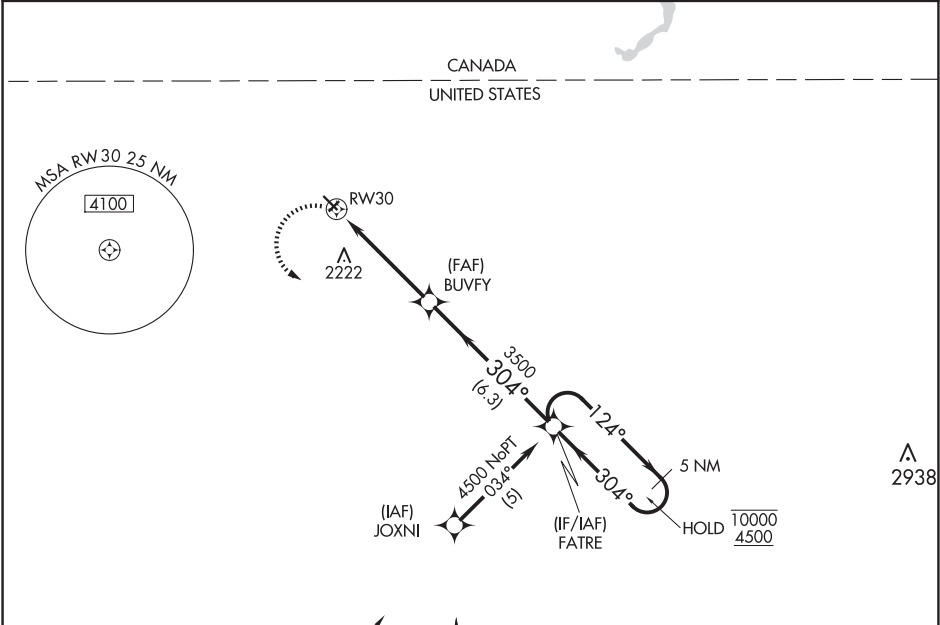 CANADA
UNITED STATES
MSA RW30 25 NM
4100
RW30
2222
(FAF)
BUVFY
3500
304°
(6.3)
124°
5 NM
304°
HOLD
10000
4500
2938
4500 NoPT
034°
(5)
(IAF)
JOXNI
(IF/IAF)
FATRE